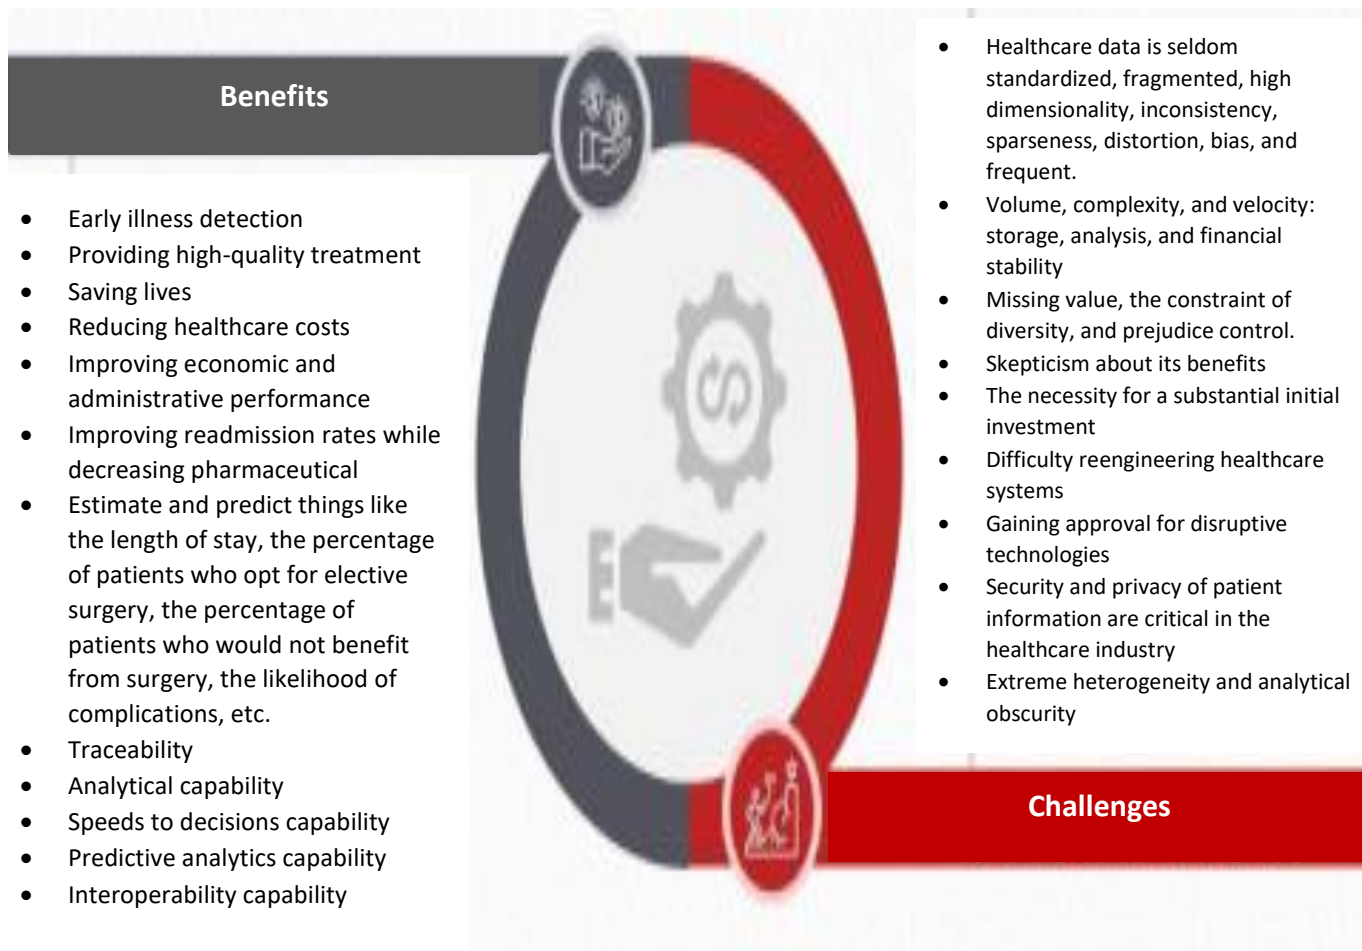 Benefits
• Early illness detection
• Providing high-quality treatment
• Saving lives
• Reducing healthcare costs
• Improving economic and
administrative performance
• Improving readmission rates while
decreasing pharmaceutical
• Estimate and predict things like
the length of stay, the percentage
of patients who opt for elective
surgery, the percentage of
patients who would not benefit
from surgery, the likelihood of
complications, etc.
• Traceability
• Analytical capability
• Speeds to decisions capability
• Predictive analytics capability
• Interoperability capability
• Healthcare data is seldom
standardized, fragmented, high
dimensionality, inconsistency,
sparseness, distortion, bias, and
frequent.
• Volume, complexity, and velocity:
storage, analysis, and financial
stability
• Missing value, the constraint of
diversity, and prejudice control.
• Skepticism about its benefits
• The necessity for a substantial initial
investment
• Difficulty reengineering healthcare
systems
• Gaining approval for disruptive
technologies
• Security and privacy of patient
information are critical in the
healthcare industry
• Extreme heterogeneity and analytical
obscurity
Challenges